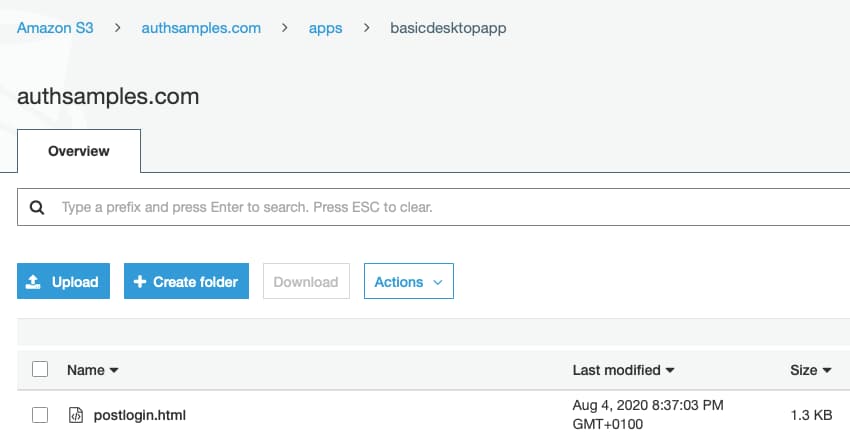 Amazon S3 > authsamples.com > apps > basicdesktopapp
authsamples.com
Overview
Type a prefix and press Enter to search. Press ESC to clear.
Upload + Create folder Download Actions
Name Last modified Size
postlogin.html Aug 4, 2020 8:37:03 PM 1.3 KB
GMT+0100